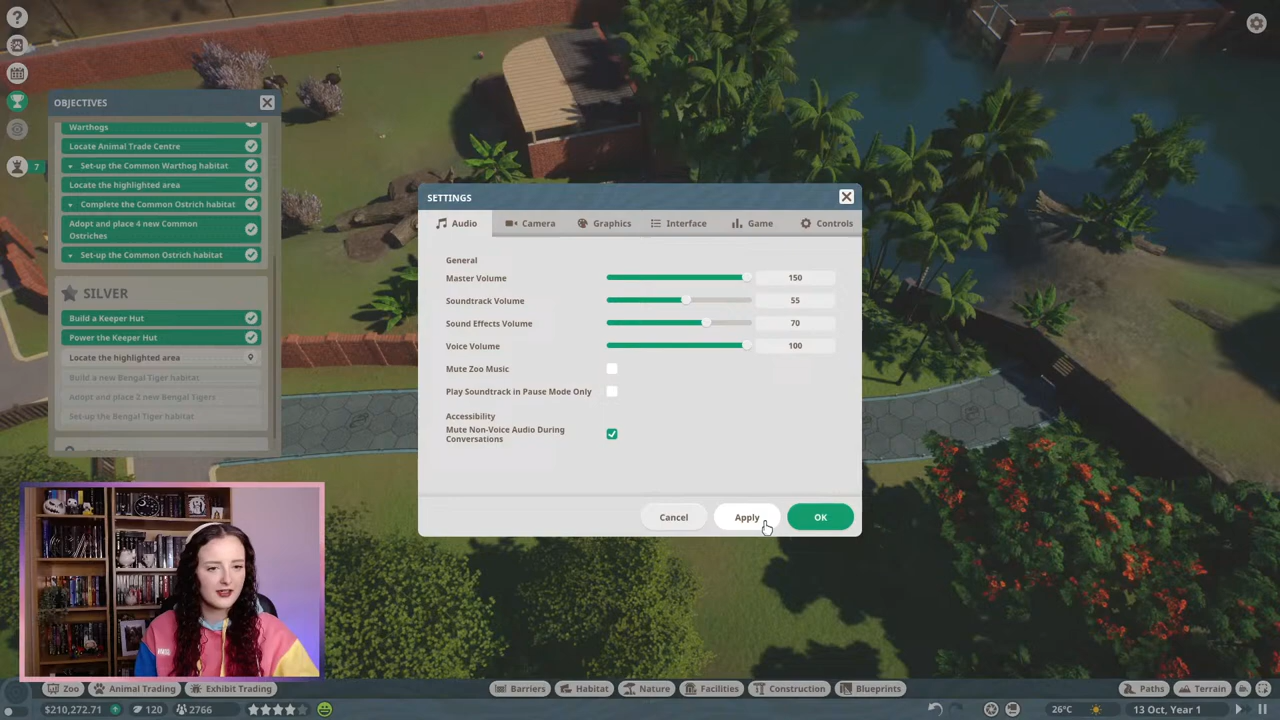 OBJECTIVES
Warthogs
Locate Animal Trade Centre
Set-up the Common Warthog habitat
Locate the highlighted area
Complete the Common Ostrich habitat
Adopt and place 4 new Common
Ostriches
Set-up the Common Ostrich habitat
SILVER
Build a Keeper Hut
Power the Keeper Hut
Locate the highlighted area
Build a new Bengal Tiger habitat
Adopt and place 2 new Bengal Tigers
Set-up the Bengal Tiger habitat
7
SETTINGS
Audio Camera Graphics Interface Game Controls
General
Master Volume 150
Soundtrack Volume 55
Sound Effects Volume 70
Voice Volume 100
Mute Zoo Music
Play Soundtrack in Pause Mode Only
Accessibility
Mute Non-Voice Audio During
Conversations
Cancel Apply OK
Zoo Animal Trading Exhibit Trading Barriers Habitat Nature Facilities Construction Blueprints Paths Terrain
$210,272.71 120 2766 26°C 13 Oct, Year 1